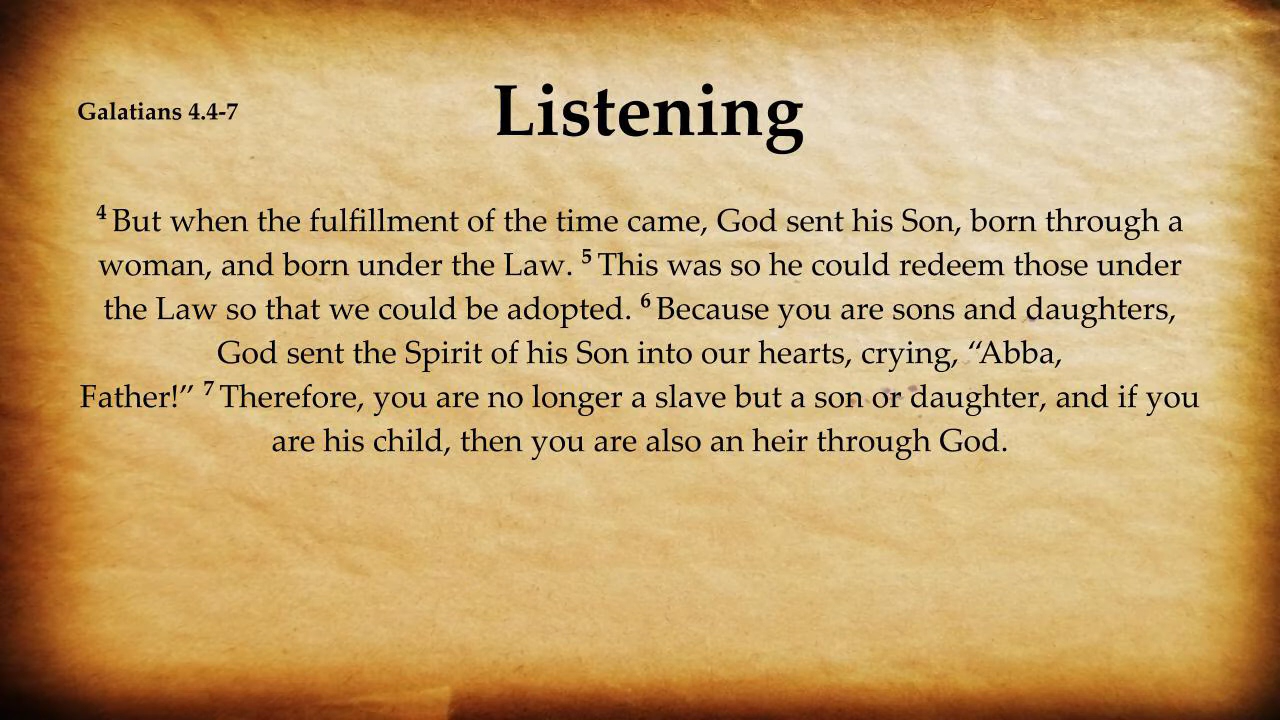 Galatians 4.4-7
Listening
4 But when the fulfillment of the time came, God sent his Son, born through a
woman, and born under the Law. 5 This was so he could redeem those under
the Law so that we could be adopted. 6 Because you are sons and daughters,
God sent the Spirit of his Son into our hearts, crying, “Abba,
Father!” 7 Therefore, you are no longer a slave but a son or daughter, and if you
are his child, then you are also an heir through God.